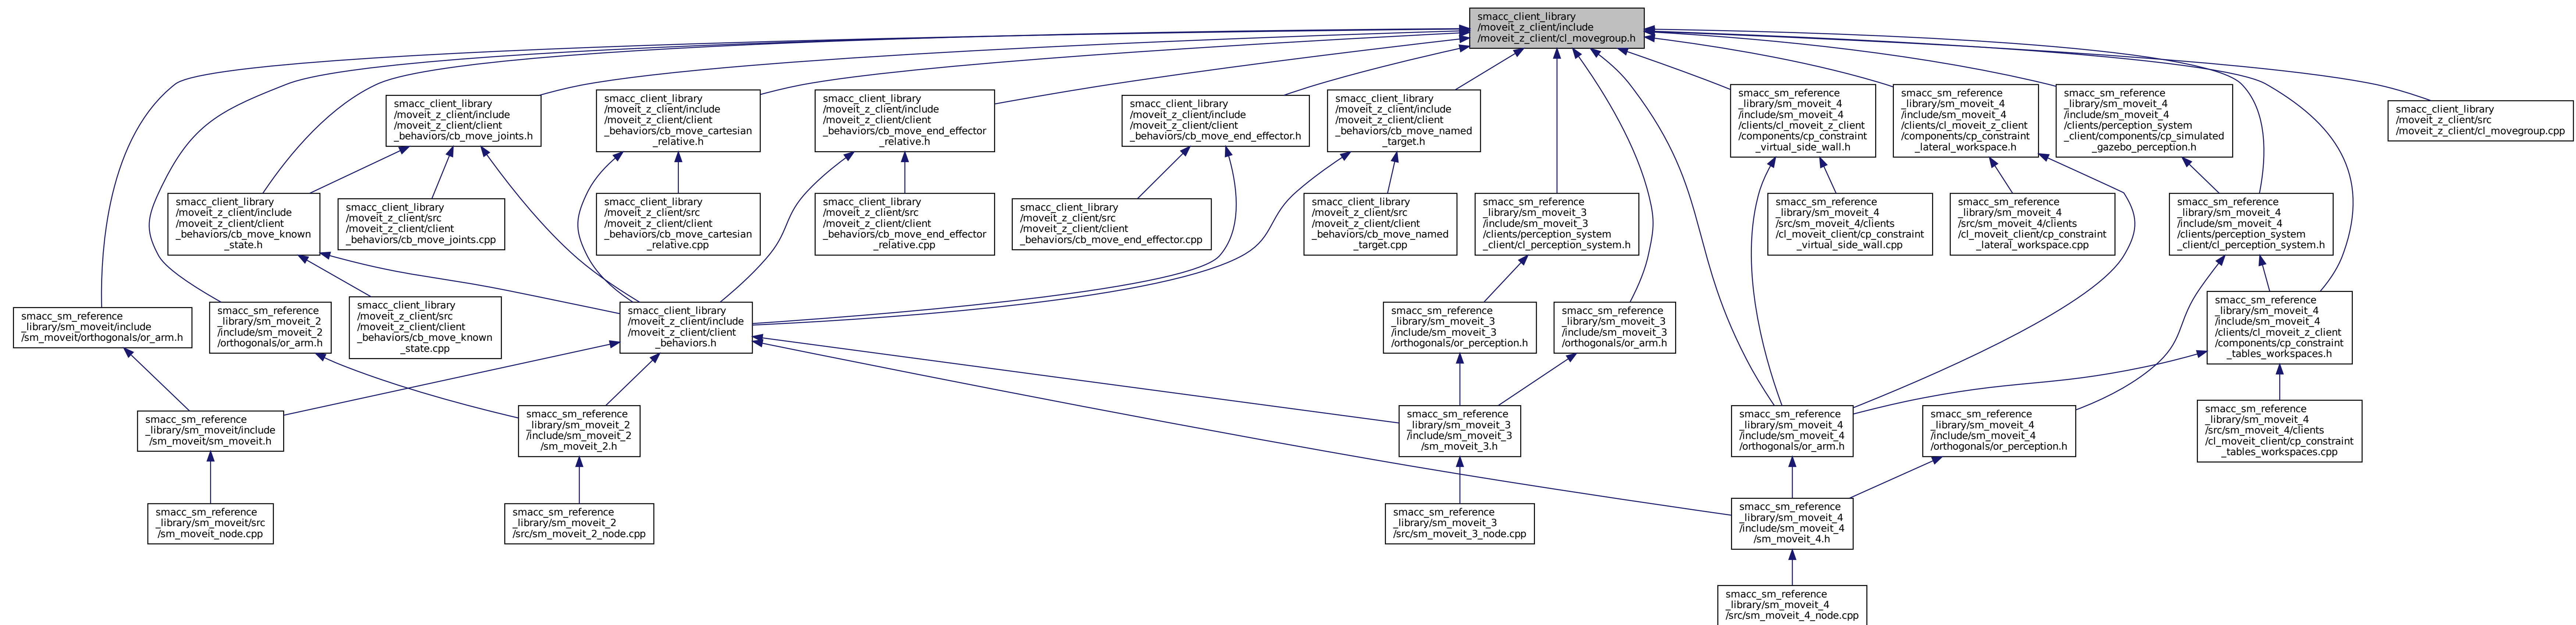 smacc_client_library
/moveit_z_client/include
/moveit_z_client/cl_movegroup.h
smacc_client_library
/moveit_z_client/include
/moveit_z_client/client
_behaviors/cb_move_joints.h
smacc_client_library
/moveit_z_client/include
/moveit_z_client/client
_behaviors/cb_move_cartesian
_relative.h
smacc_client_library
/moveit_z_client/include
/moveit_z_client/client
_behaviors/cb_move_end_effector
_relative.h
smacc_client_library
/moveit_z_client/include
/moveit_z_client/client
_behaviors/cb_move_end_effector.h
smacc_client_library
/moveit_z_client/include
/moveit_z_client/client
_behaviors/cb_move_named
_target.h
smacc_sm_reference
_library/sm_moveit_4
/include/sm_moveit_4
/clients/cl_moveit_z_client
/components/cp_constraint
_virtual_side_wall.h
smacc_sm_reference
_library/sm_moveit_4
/include/sm_moveit_4
/clients/cl_moveit_z_client
/components/cp_constraint
_lateral_workspace.h
smacc_sm_reference
_library/sm_moveit_4
/include/sm_moveit_4
/clients/perception_system
_client/components/cp_simulated
_gazebo_perception.h
smacc_client_library
/moveit_z_client/src
/moveit_z_client/cl_movegroup.cpp
smacc_client_library
/moveit_z_client/include
/moveit_z_client/client
_behaviors/cb_move_known
_state.h
smacc_client_library
/moveit_z_client/src
/moveit_z_client/client
_behaviors/cb_move_joints.cpp
smacc_client_library
/moveit_z_client/src
/moveit_z_client/client
_behaviors/cb_move_cartesian
_relative.cpp
smacc_client_library
/moveit_z_client/src
/moveit_z_client/client
_behaviors/cb_move_end_effector
_relative.cpp
smacc_client_library
/moveit_z_client/src
/moveit_z_client/client
_behaviors/cb_move_end_effector.cpp
smacc_client_library
/moveit_z_client/src
/moveit_z_client/client
_behaviors/cb_move_named
_target.cpp
smacc_sm_reference
_library/sm_moveit_3
/include/sm_moveit_3
/clients/perception_system
_client/cl_perception_system.h
smacc_sm_reference
_library/sm_moveit_4
/src/sm_moveit_4/clients
/cl_moveit_client/cp_constraint
_virtual_side_wall.cpp
smacc_sm_reference
_library/sm_moveit_4
/src/sm_moveit_4/clients
/cl_moveit_client/cp_constraint
_lateral_workspace.cpp
smacc_sm_reference
_library/sm_moveit_4
/include/sm_moveit_4
/clients/perception_system
_client/cl_perception_system.h
smacc_sm_reference
_library/sm_moveit/include
/sm_moveit/orthogonals/or_arm.h
smacc_sm_reference
_library/sm_moveit_2
/include/sm_moveit_2
/orthogonals/or_arm.h
smacc_client_library
/moveit_z_client/src
/moveit_z_client/client
_behaviors/cb_move_known
_state.cpp
smacc_client_library
/moveit_z_client/include
/moveit_z_client/client
_behaviors.h
smacc_sm_reference
_library/sm_moveit_3
/include/sm_moveit_3
/orthogonals/or_perception.h
smacc_sm_reference
_library/sm_moveit_3
/include/sm_moveit_3
/orthogonals/or_arm.h
smacc_sm_reference
_library/sm_moveit_4
/include/sm_moveit_4
/clients/cl_moveit_z_client
/components/cp_constraint
_tables_workspaces.h
smacc_sm_reference
_library/sm_moveit/include
/sm_moveit/sm_moveit.h
smacc_sm_reference
_library/sm_moveit_2
/include/sm_moveit_2
/sm_moveit_2.h
smacc_sm_reference
_library/sm_moveit_3
/include/sm_moveit_3
/sm_moveit_3.h
smacc_sm_reference
_library/sm_moveit_4
/include/sm_moveit_4
/orthogonals/or_arm.h
smacc_sm_reference
_library/sm_moveit_4
/include/sm_moveit_4
/orthogonals/or_perception.h
smacc_sm_reference
_library/sm_moveit_4
/src/sm_moveit_4/clients
/cl_moveit_client/cp_constraint
_tables_workspaces.cpp
smacc_sm_reference
_library/sm_moveit/src
/sm_moveit_node.cpp
smacc_sm_reference
_library/sm_moveit_2
/src/sm_moveit_2_node.cpp
smacc_sm_reference
_library/sm_moveit_3
/src/sm_moveit_3_node.cpp
smacc_sm_reference
_library/sm_moveit_4
/include/sm_moveit_4
/sm_moveit_4.h
smacc_sm_reference
_library/sm_moveit_4
/src/sm_moveit_4_node.cpp